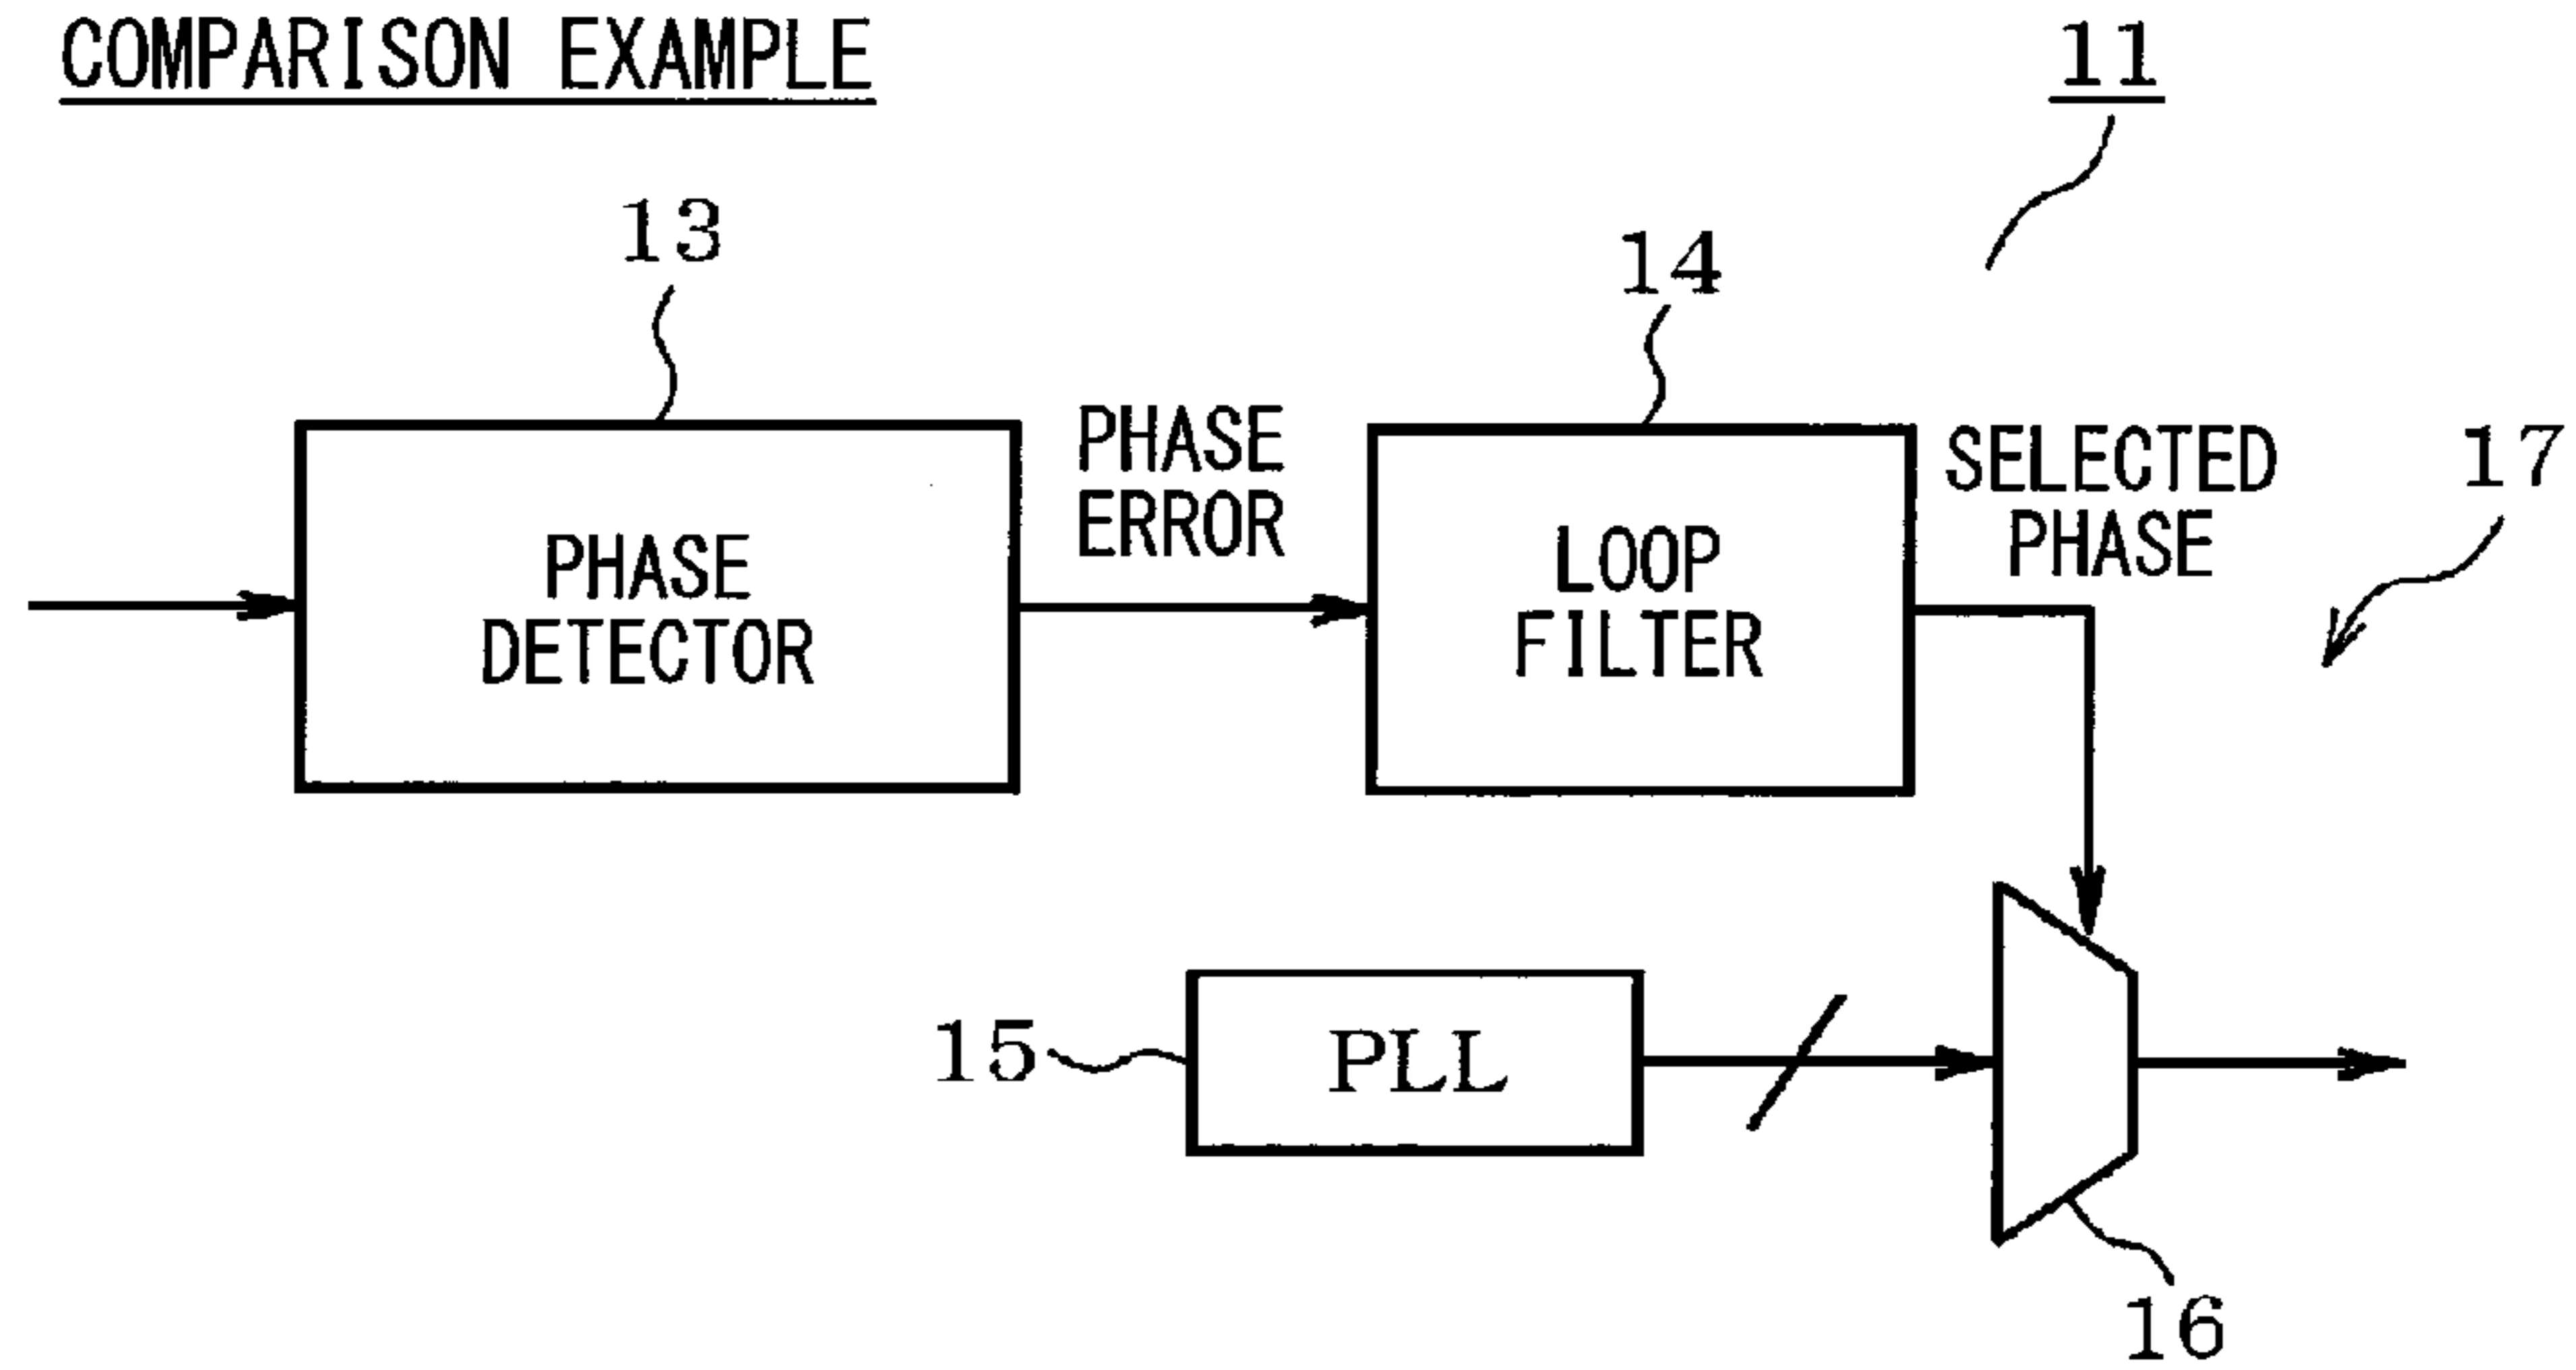 COMPARISON EXAMPLE
11
13
14
PHASE
ERROR
SELECTED
PHASE
17
PHASE
DETECTOR
LOOP
FILTER
15
PLL
16